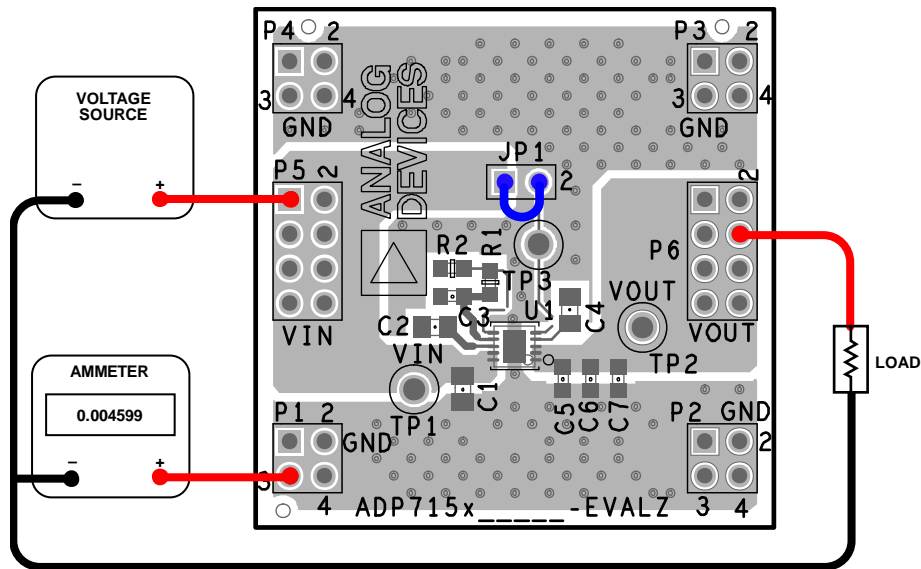 P4 2
3 4
GND
P3 2
3 4
GND
VOLTAGE
SOURCE
− +
ANALOG
DEVICES
P5 2
VIN
JP1
2
R2
R1
TP3
U1
C3
C2
C4
VIN
TP1
C1
C5
C6
C7
VOUT
TP2
2
P6
VOUT
LOAD
AMMETER
0.004599
− +
P1 2
GND
3 4
P2 GND
2
3 4
ADP715x_____-EVALZ